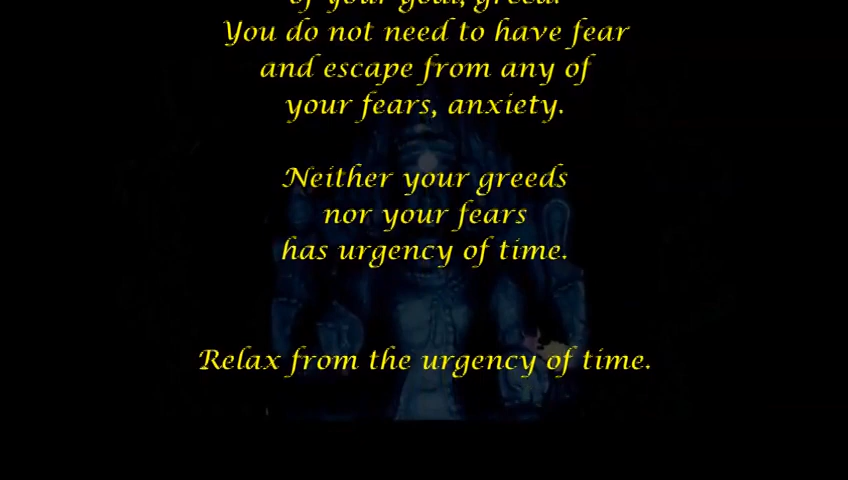 of your goal, greed.
You do not need to have fear
and escape from any of
your fears, anxiety.
Neither your greeds
nor your fears
has urgency of time.
Relax from the urgency of time.